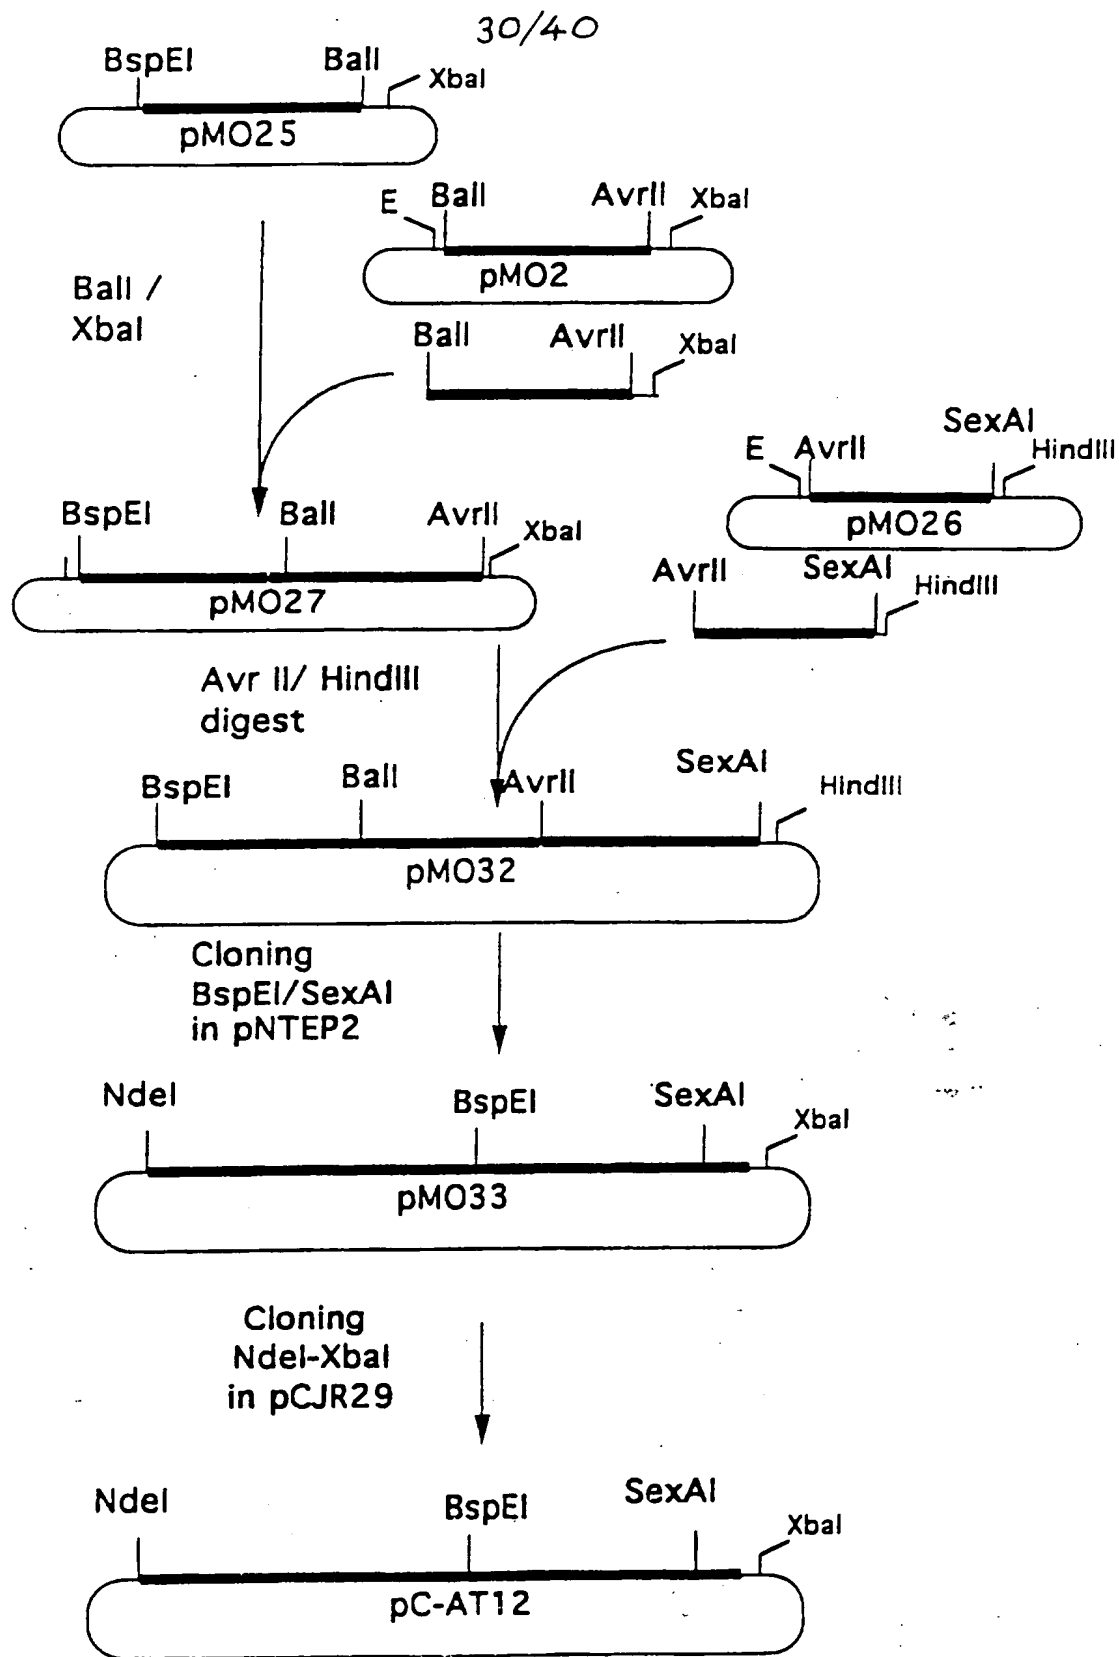 30/40
BspEI BalI XbaI
pMO25
E BalI AvrII XbaI
pMO2
BalI /
XbaI
BalI AvrII XbaI
E AvrII SexAI HindIII
pMO26
BspEI BalI AvrII XbaI
pMO27
AvrII SexAI HindIII
Avr II/ HindIII
digest
BspEI BalI AvrII SexAI HindIII
pMO32
Cloning
BspEI/SexAI
in pNTEP2
NdeI BspEI SexAI XbaI
pMO33
Cloning
NdeI-XbaI
in pCJR29
NdeI BspEI SexAI XbaI
pC-AT12